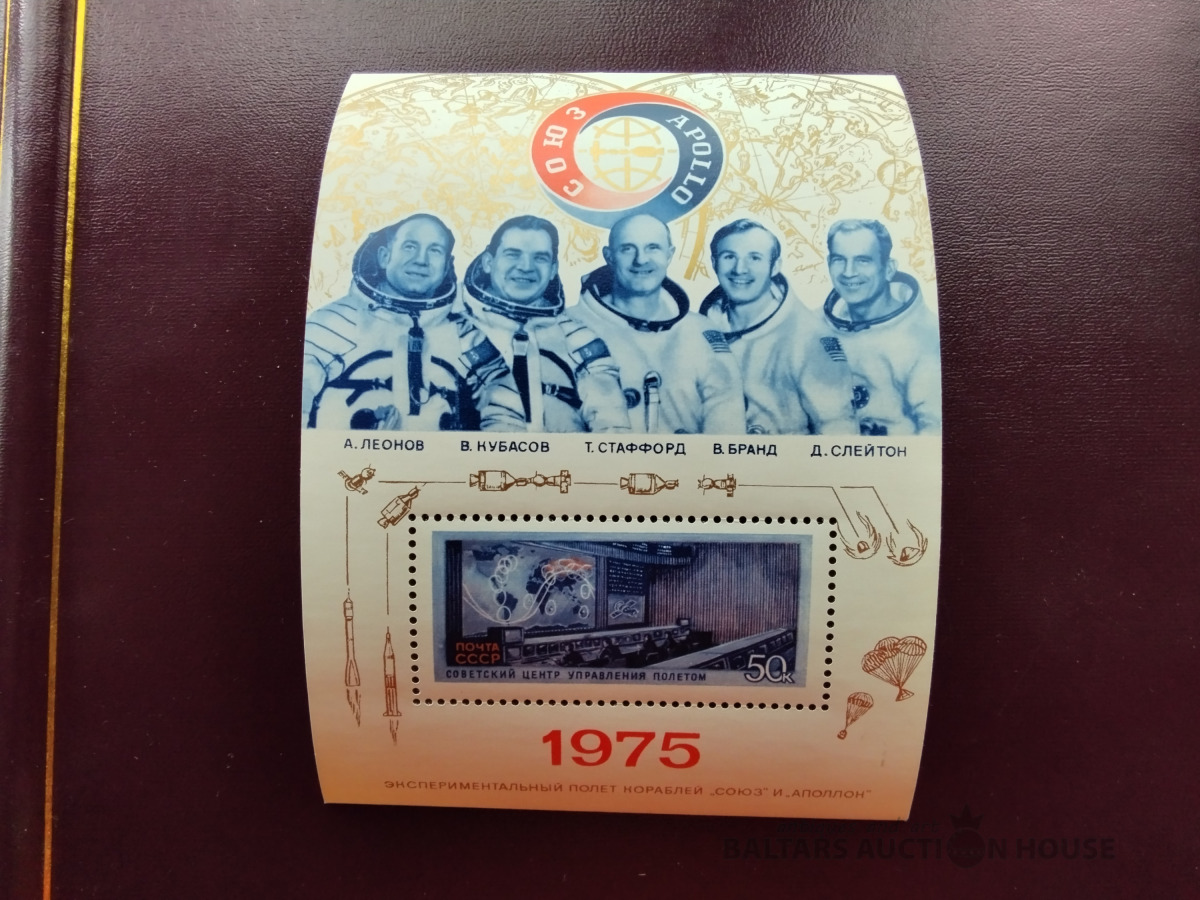 СОЮЗ APOLLO
А. ЛЕОНОВ В. КУБАСОВ Т. СТАФФОРД В. БРАНД Д. СЛЕЙТОН
ПОЧТА
СССР
СОВЕТСКИЙ ЦЕНТР УПРАВЛЕНИЯ ПОЛЕТОМ 50к
1975
ЭКСПЕРИМЕНТАЛЬНЫЙ ПОЛЕТ КОРАБЛЕЙ „СОЮЗ" И „АПОЛЛОН"
BALTARS AUCTION HOUSE